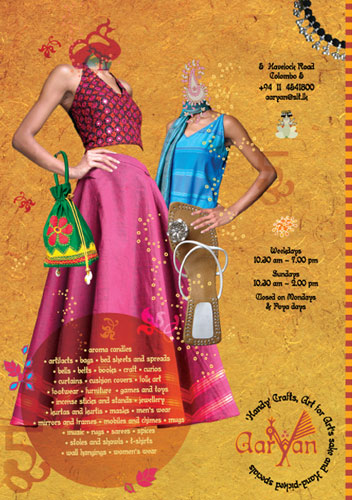 8 Havelock Road
Colombo 5
+94 11 4841800
aaryan@slt.lk
Weekdays
10.30 am - 7.00 pm
Sundays
10.30 am - 2.00 pm
Closed on Mondays
& Poya days
• aroma candles
• artifacts • bags • bed sheets and spreads
• bells • belts • books • craft • curios
• curtains • cushion covers • folk art
• footwear • furniture • games and toys
• incense sticks and stands • jewellery
• kurtas and kurtis • masks • men's wear
• mirrors and frames • mobiles and chimes • mugs
• music • rugs • sarees • spices
• stoles and shawls • t-shirts
• wall hangings • women's wear
Handy Crafts, Art for Art's sake and Hand-picked specials
Aaryan